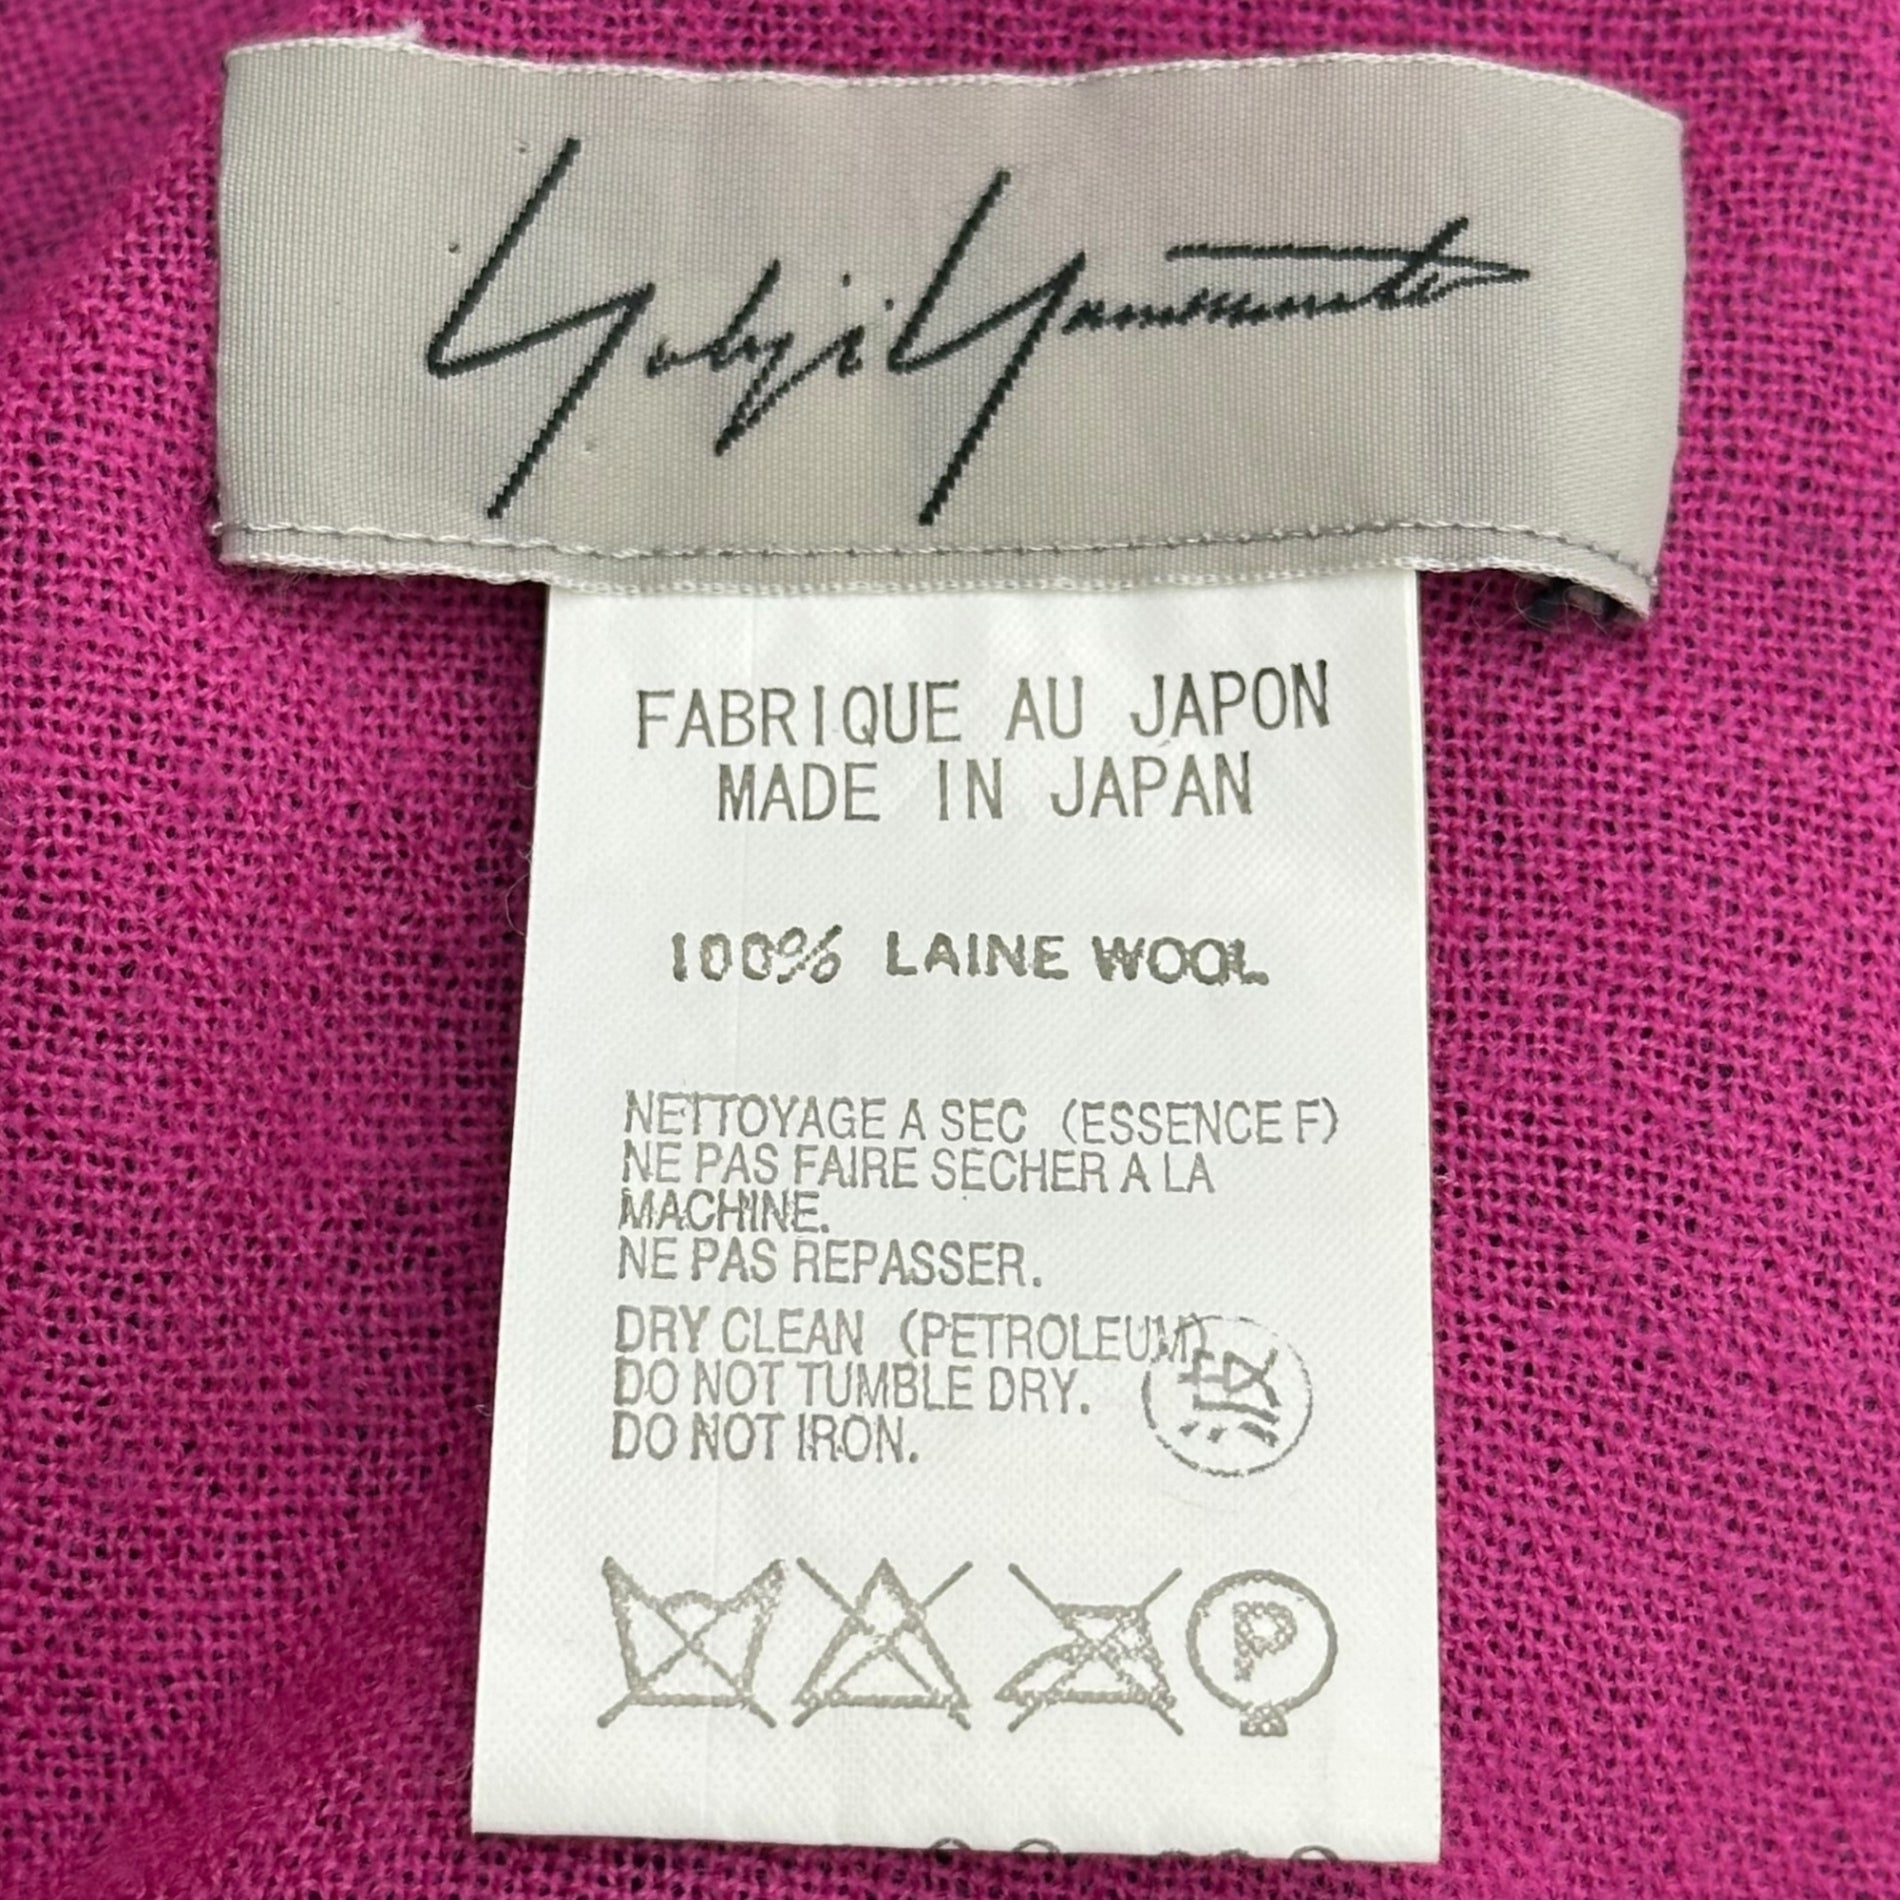 Yohji Yamamoto
FABRIQUE AU JAPON
MADE IN JAPAN
100% LAINE WOOL
NETTOYAGE A SEC (ESSENCE F)
NE PAS FAIRE SECHER A LA
MACHINE.
NE PAS REPASSER.
DRY CLEAN (PETROLEUM)
DO NOT TUMBLE DRY.
DO NOT IRON.
P